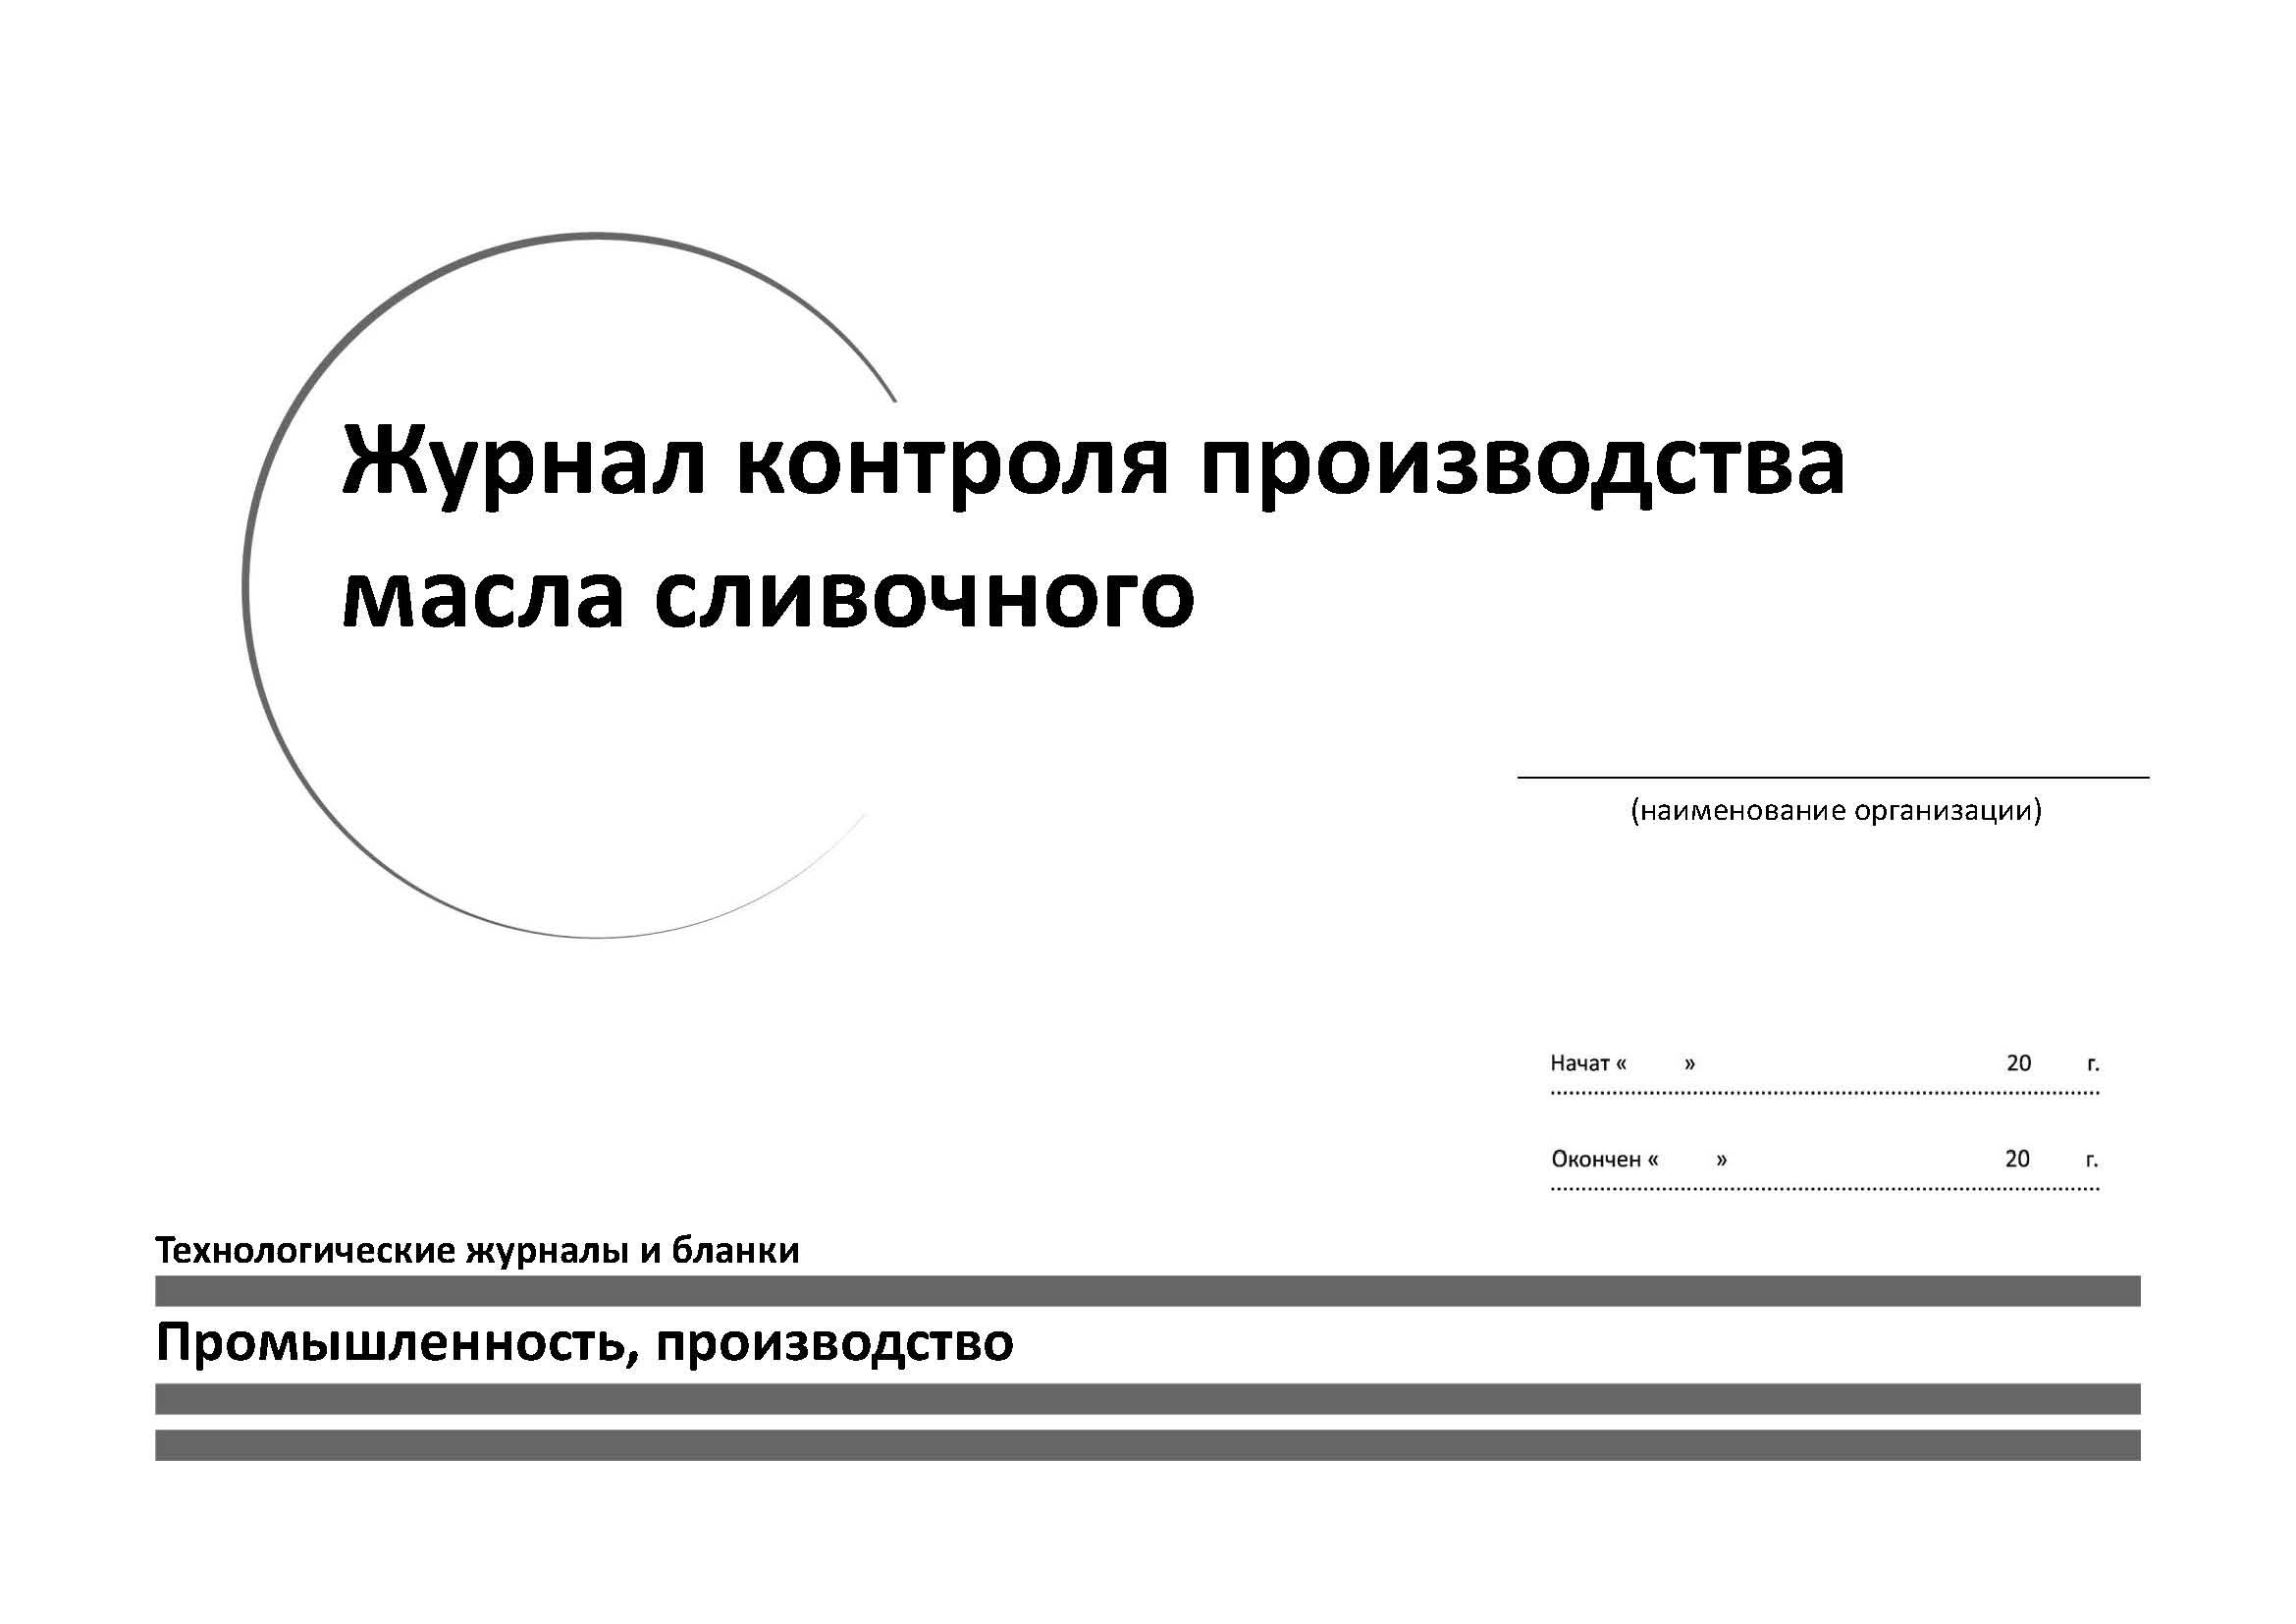 Журнал контроля производства
масла сливочного
(наименование организации)
Начат « » 20 г.
Окончен « » 20 г.
Технологические журналы и бланки
Промышленность, производство